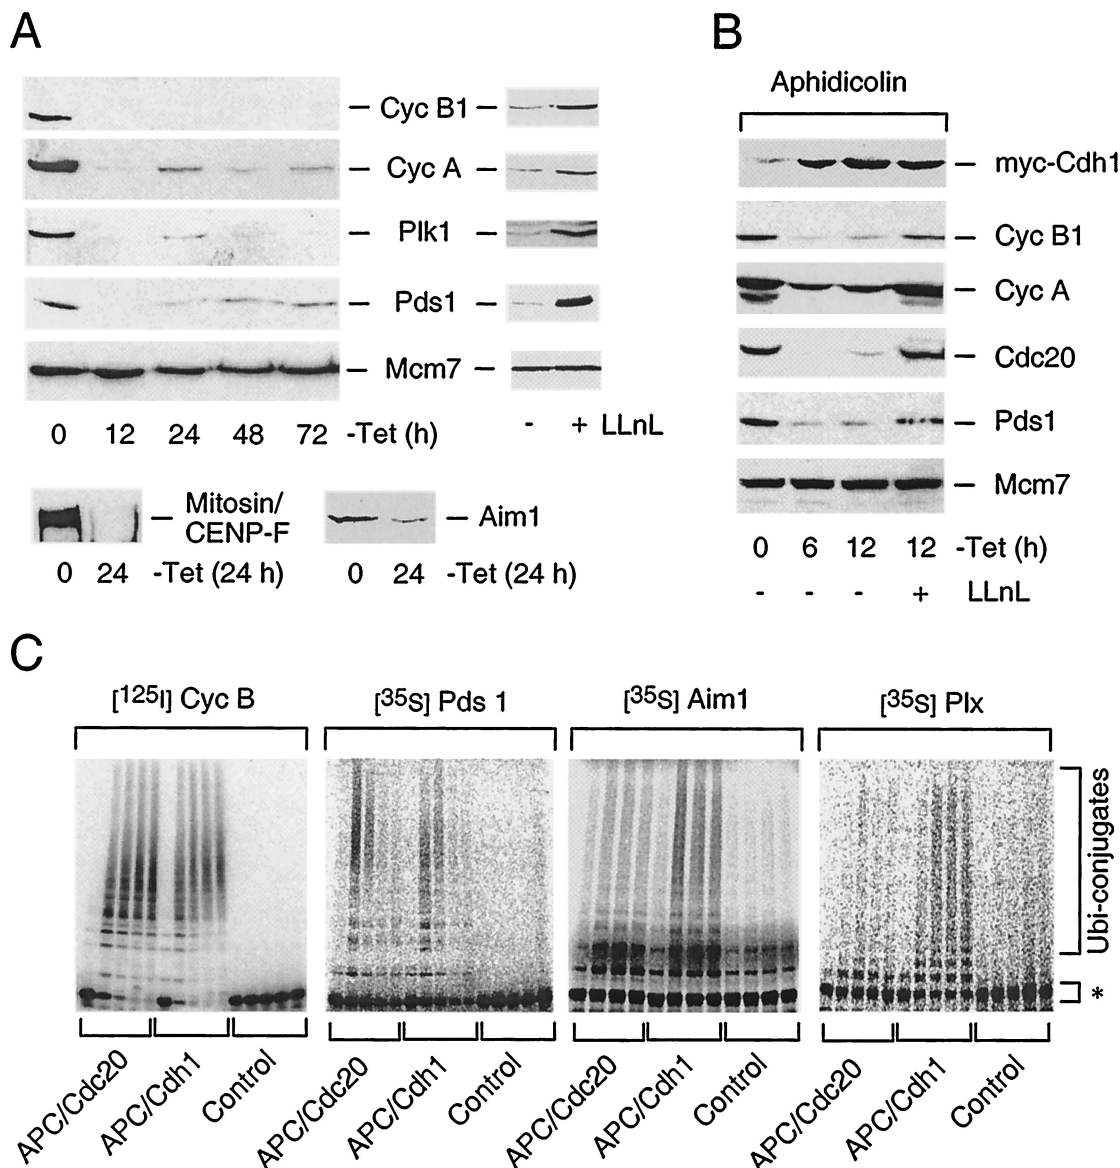 A
Cyc B1
Cyc A
Plk1
Pds1
Mcm7
0 12 24 48 72 -Tet (h)
- + LLnL
Mitosin/
CENP-F
0 24 -Tet (24 h)
Aim1
0 24 -Tet (24 h)
B
Aphidicolin
myc-Cdh1
Cyc B1
Cyc A
Cdc20
Pds1
Mcm7
0 6 12 12 -Tet (h)
- - - + LLnL
C
[125I] Cyc B
[35S] Pds 1
[35S] Aim1
[35S] Plx
Ubi-conjugates
*
APC/Cdc20
APC/Cdh1
Control
APC/Cdc20
APC/Cdh1
Control
APC/Cdc20
APC/Cdh1
Control
APC/Cdc20
APC/Cdh1
Control